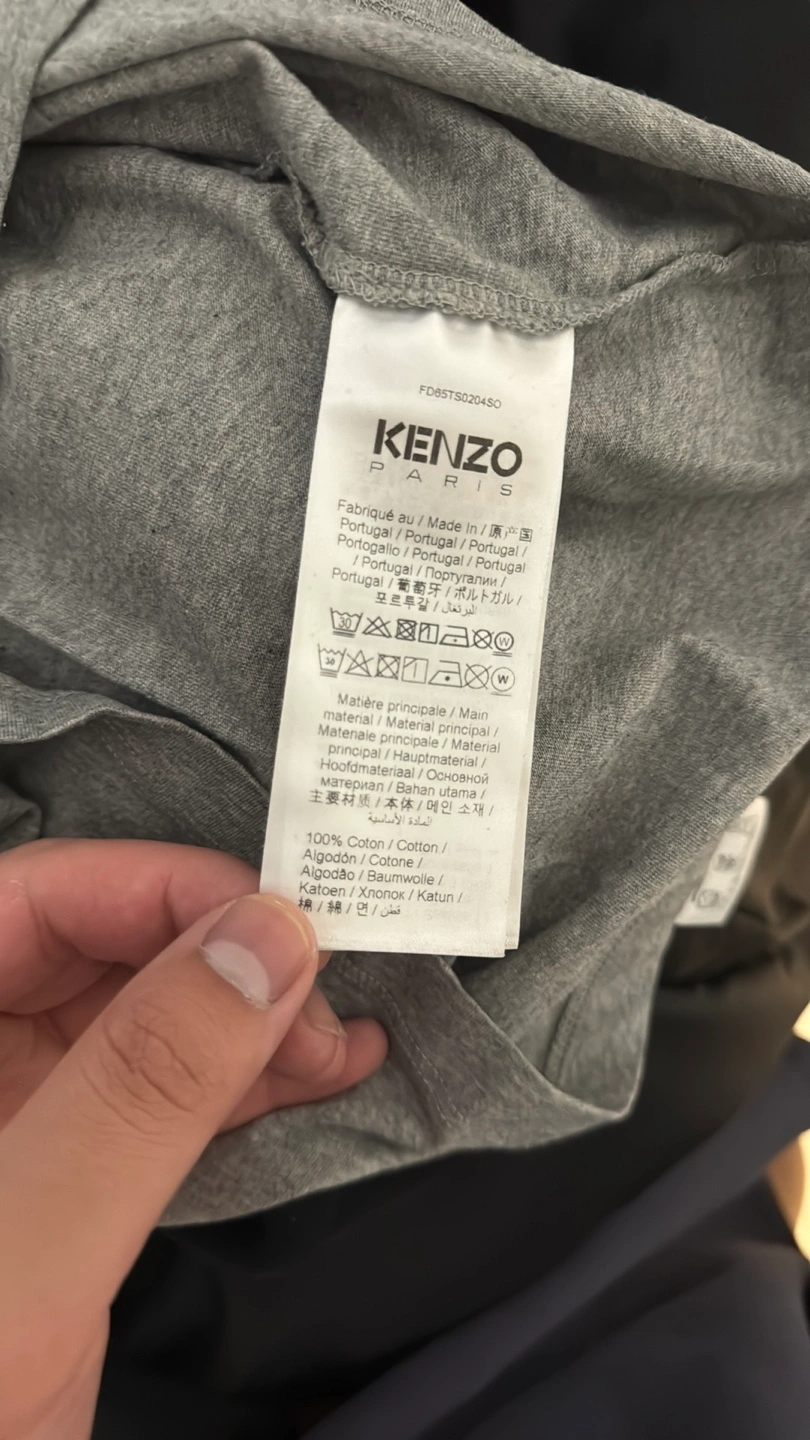 FD65TS0204SO
KENZO
PARIS
Fabriqué au / Made in / 原产国
Portugal / Portugal / Portugal /
Portogallo / Portugal / Portugal
/ Portugal / Португалии /
Portugal / 葡萄牙 / ポルトガル /
포르투갈 / البرتغال
30 W
30 W
Matière principale / Main
material / Material principal /
Materiale principale / Material
principal / Hauptmaterial /
Hoofdmateriaal / Основной
материал / Bahan utama /
主要材质 / 本体 / 메인 소재 /
المادة الأساسية
100% Coton / Cotton /
Algodón / Cotone /
Algodão / Baumwolle /
Katoen / Хлопок / Katun /
棉 / 綿 / 면 / قطن